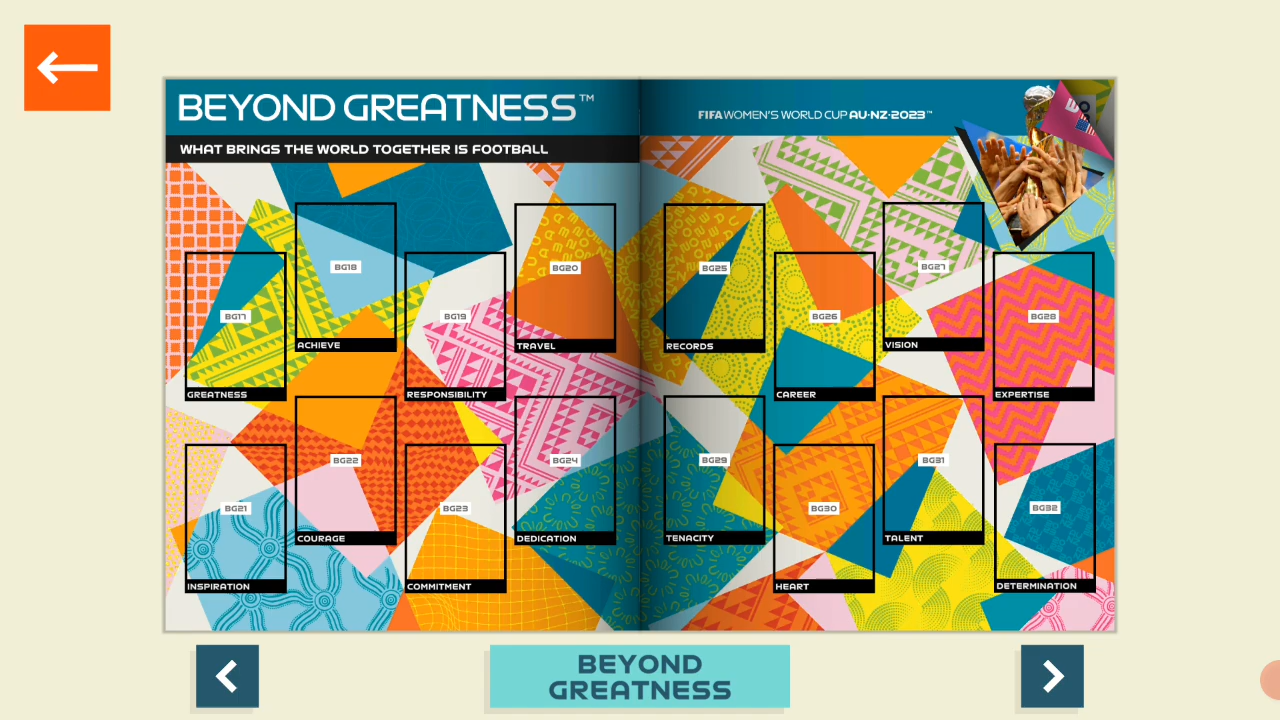 BEYOND GREATNESS™
FIFA WOMEN'S WORLD CUP AU·NZ·2023™
WHAT BRINGS THE WORLD TOGETHER IS FOOTBALL
BG17
GREATNESS
BG18
ACHIEVE
BG19
RESPONSIBILITY
BG20
TRAVEL
BG21
INSPIRATION
BG22
COURAGE
BG23
COMMITMENT
BG24
DEDICATION
BG25
RECORDS
BG26
CAREER
BG27
VISION
BG28
EXPERTISE
BG29
TENACITY
BG30
HEART
BG31
TALENT
BG32
DETERMINATION
BEYOND
GREATNESS